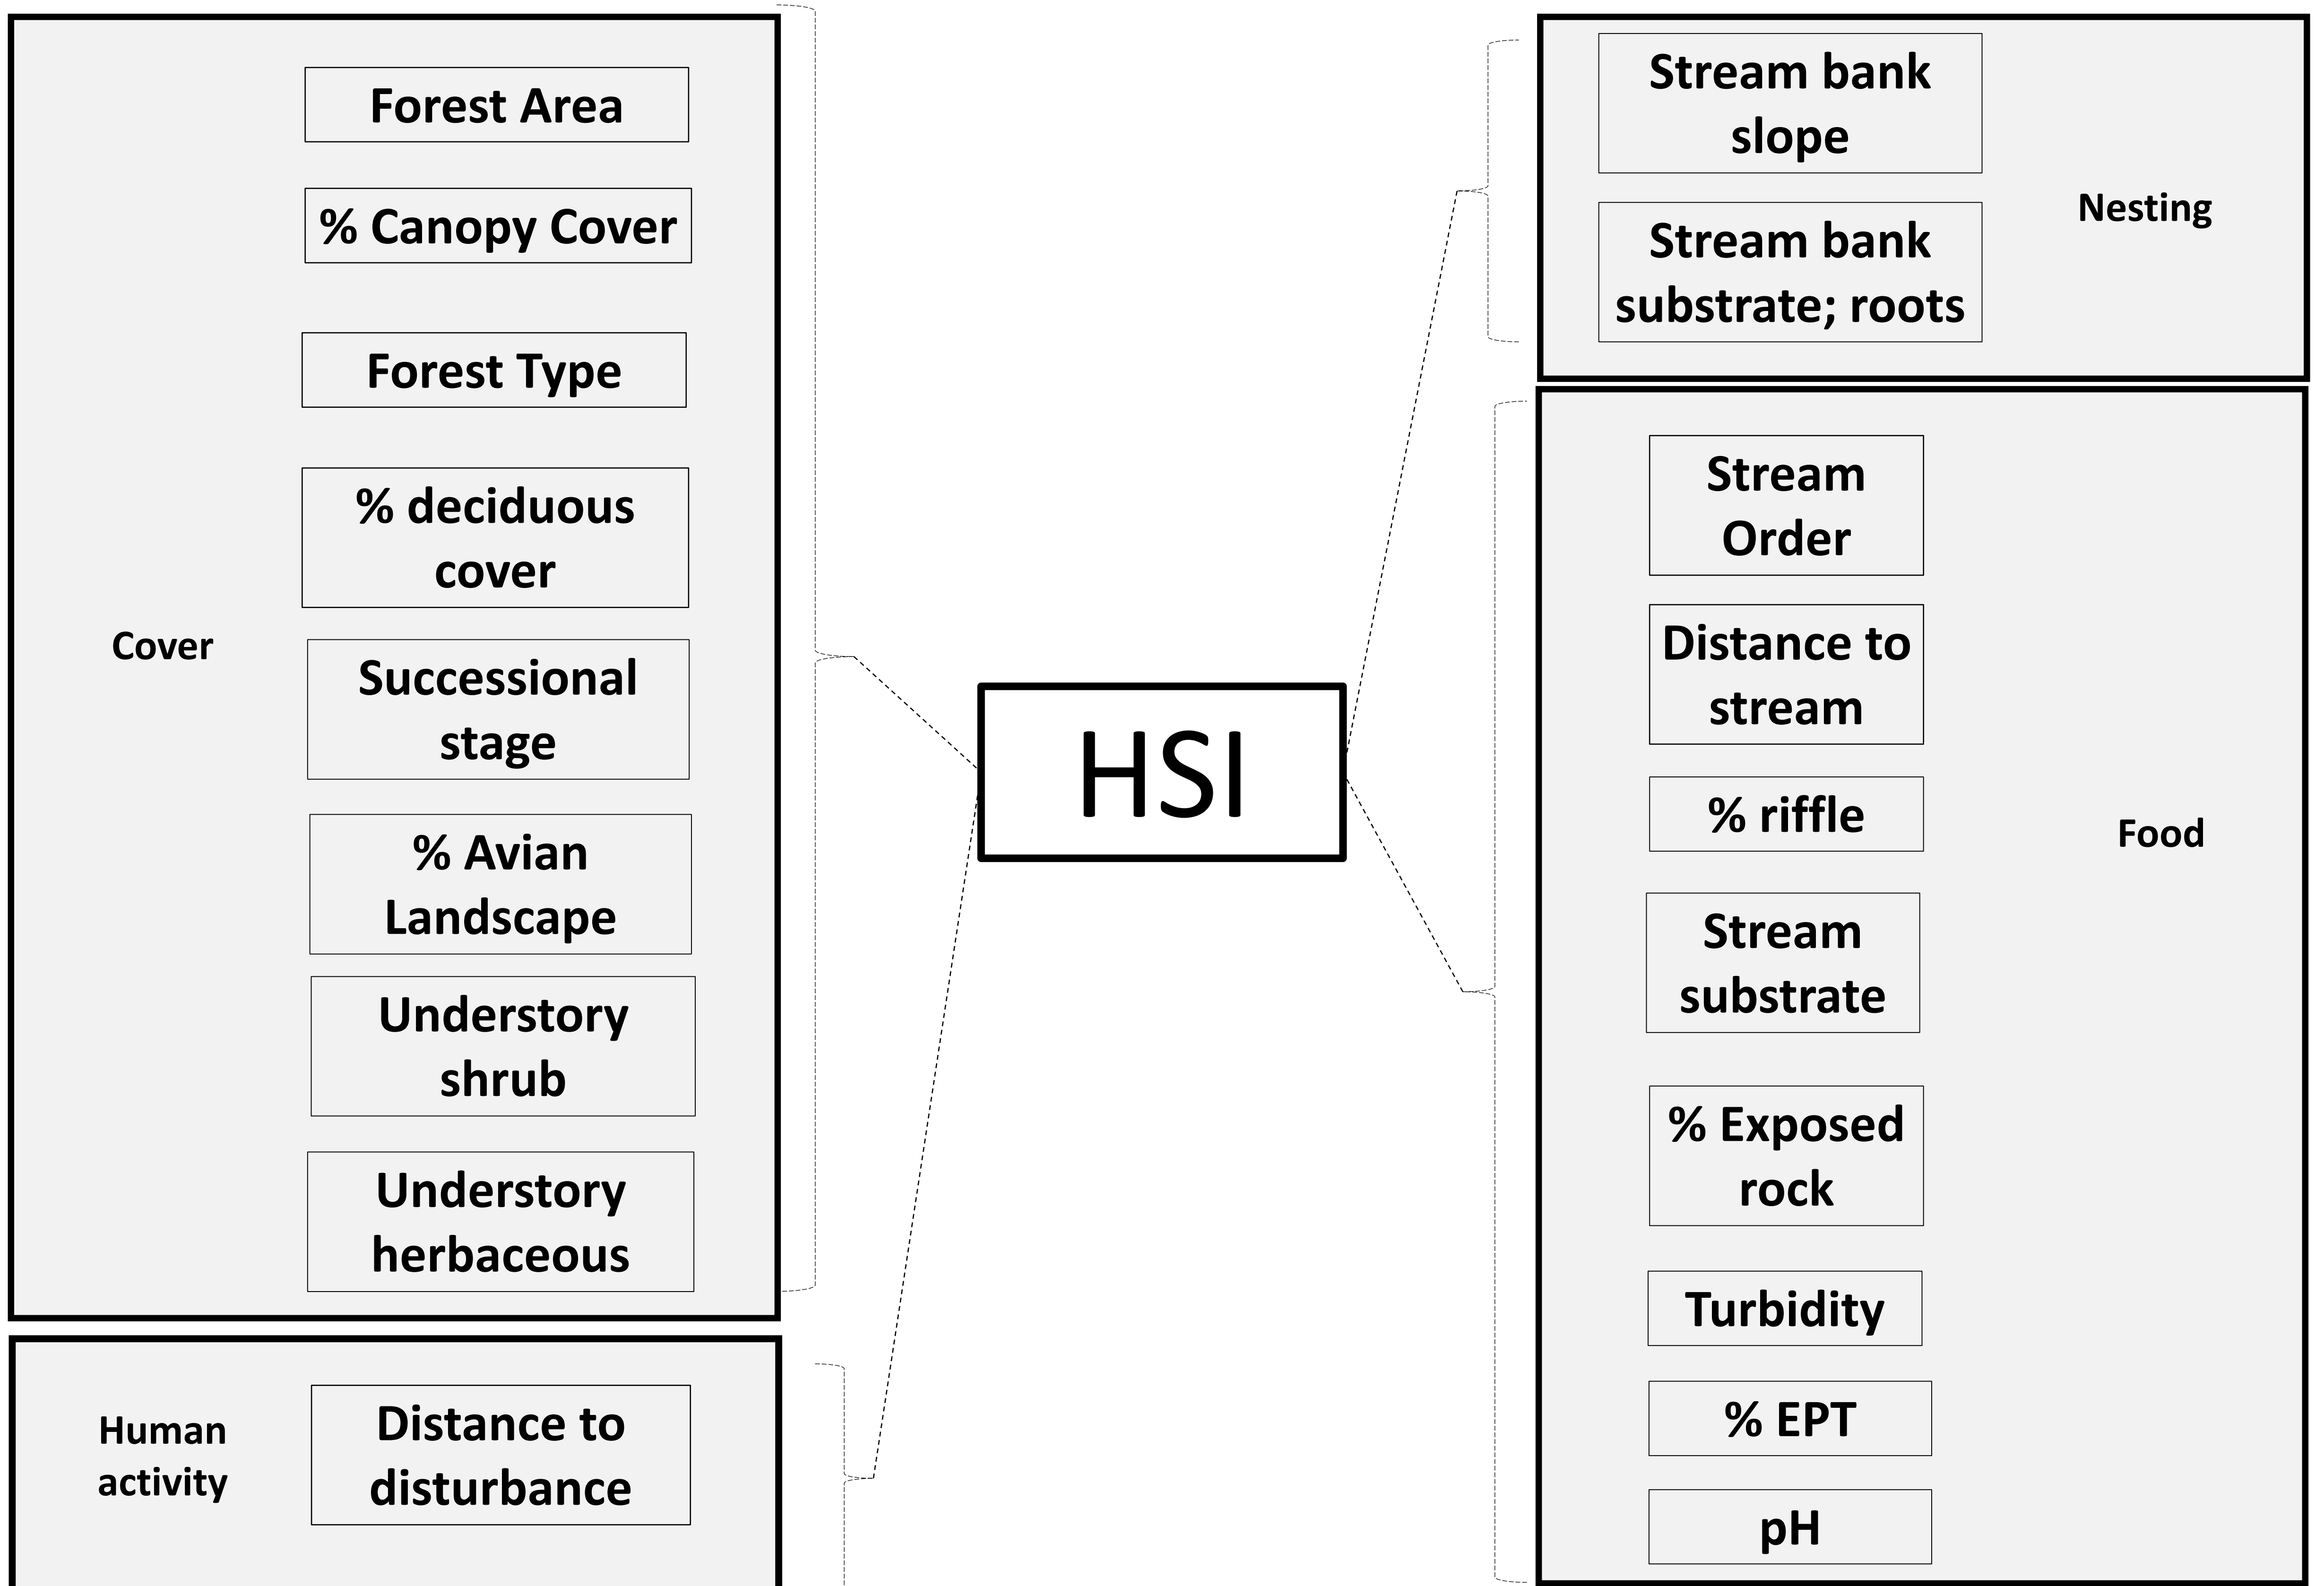 Forest Area
% Canopy Cover
Forest Type
% deciduous
cover
Cover
Successional
stage
% Avian
Landscape
Understory
shrub
Understory
herbaceous
Human
activity
Distance to
disturbance
HSI
Stream bank
slope
Stream bank
substrate; roots
Nesting
Stream
Order
Distance to
stream
% riffle
Food
Stream
substrate
% Exposed
rock
Turbidity
% EPT
pH